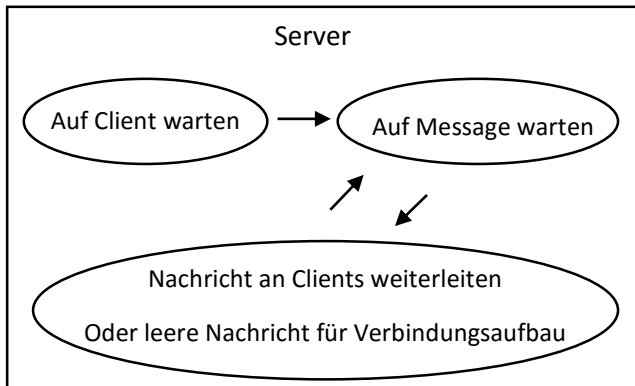 Server
Auf Client warten
Auf Message warten
Nachricht an Clients weiterleiten
Oder leere Nachricht für Verbindungsaufbau